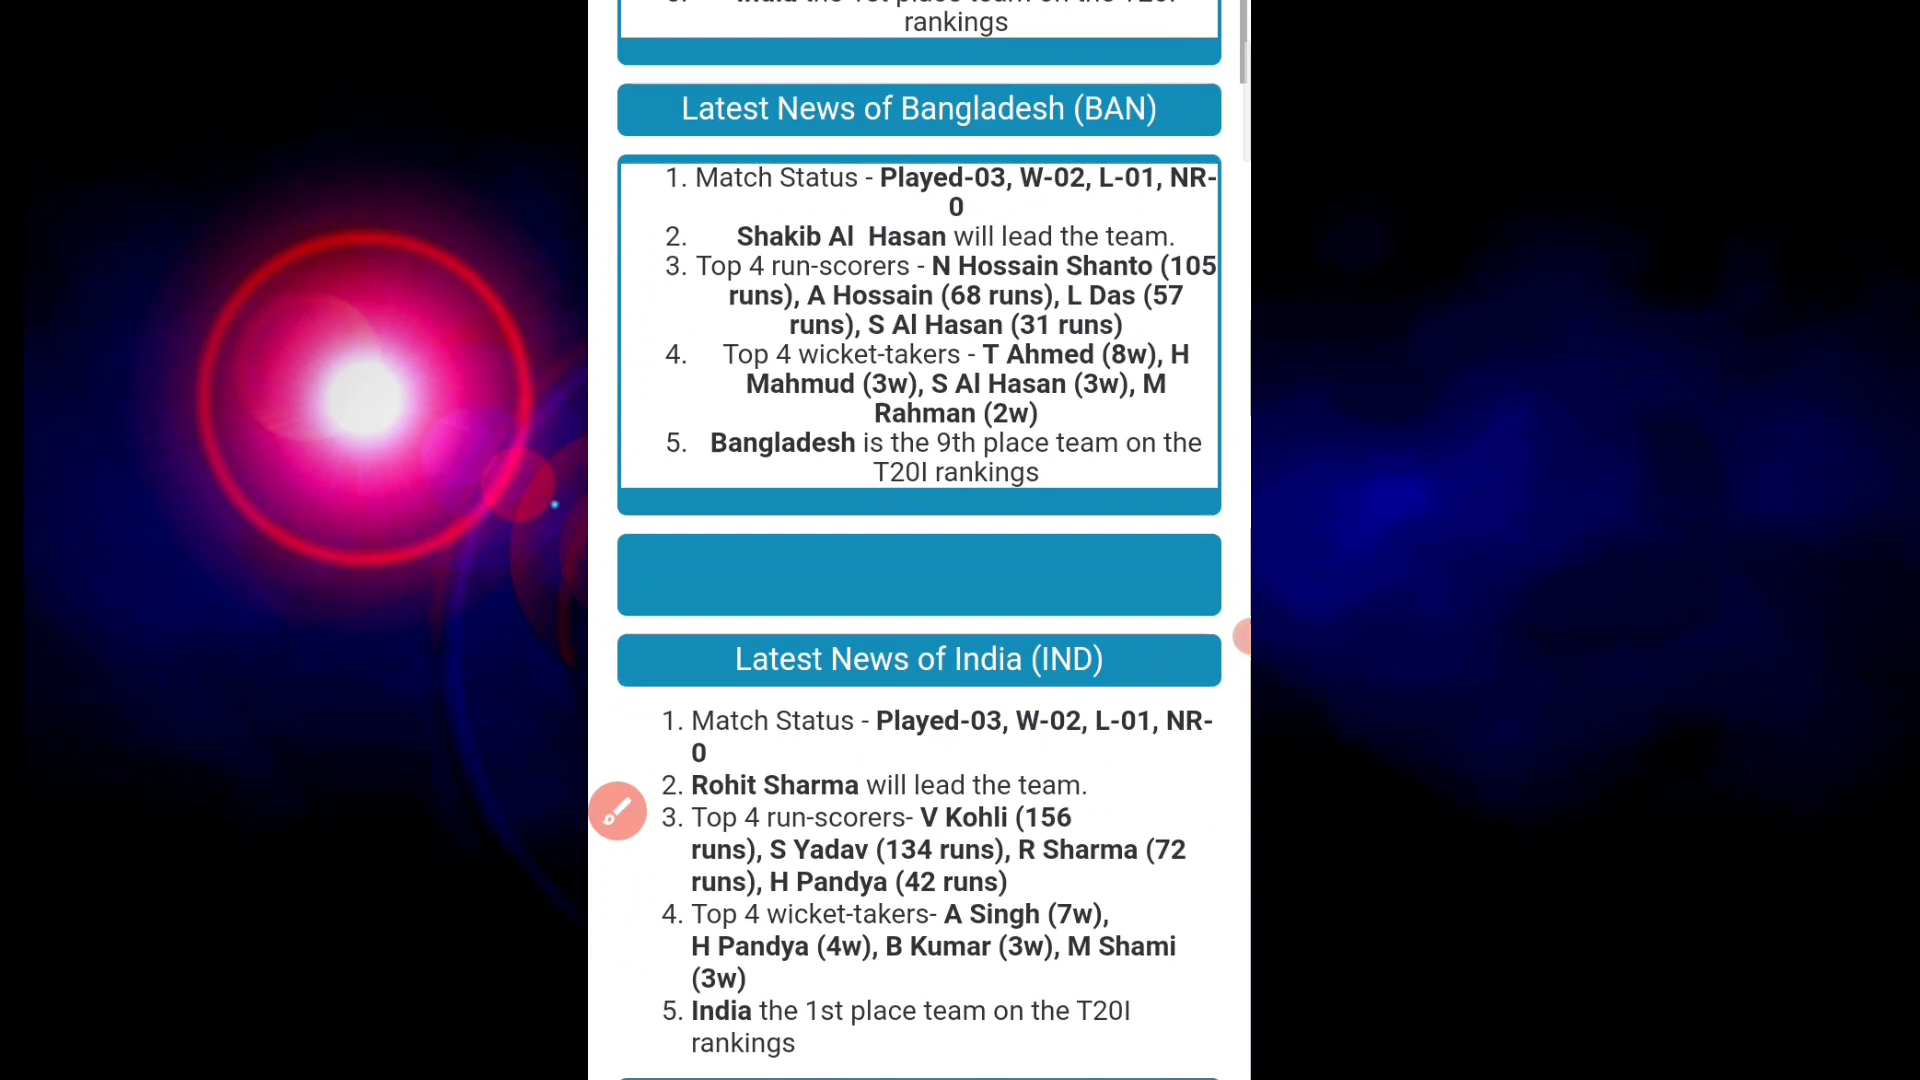 rankings
Latest News of Bangladesh (BAN)
1. Match Status - Played-03, W-02, L-01, NR-
0
2. Shakib Al Hasan will lead the team.
3. Top 4 run-scorers - N Hossain Shanto (105
runs), A Hossain (68 runs), L Das (57
runs), S Al Hasan (31 runs)
4. Top 4 wicket-takers - T Ahmed (8w), H
Mahmud (3w), S Al Hasan (3w), M
Rahman (2w)
5. Bangladesh is the 9th place team on the
T20I rankings
Latest News of India (IND)
1. Match Status - Played-03, W-02, L-01, NR-
0
2. Rohit Sharma will lead the team.
3. Top 4 run-scorers- V Kohli (156
runs), S Yadav (134 runs), R Sharma (72
runs), H Pandya (42 runs)
4. Top 4 wicket-takers- A Singh (7w),
H Pandya (4w), B Kumar (3w), M Shami
(3w)
5. India the 1st place team on the T20I
rankings